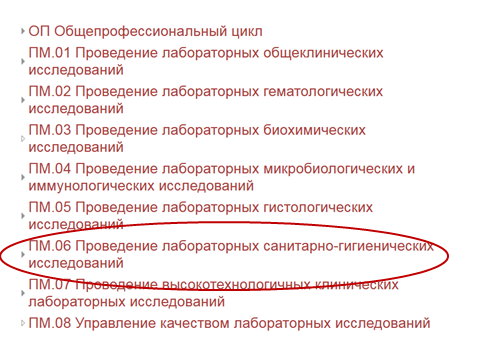 ОП Общепрофессиональный цикл
ПМ.01 Проведение лабораторных общеклинических
исследований
ПМ.02 Проведение лабораторных гематологических
исследований
ПМ.03 Проведение лабораторных биохимических
исследований
ПМ.04 Проведение лабораторных микробиологических и
иммунологических исследований
ПМ.05 Проведение лабораторных гистологических
исследований
ПМ.06 Проведение лабораторных санитарно-гигиенических
исследований
ПМ.07 Проведение высокотехнологичных клинических
лабораторных исследований
ПМ.08 Управление качеством лабораторных исследований